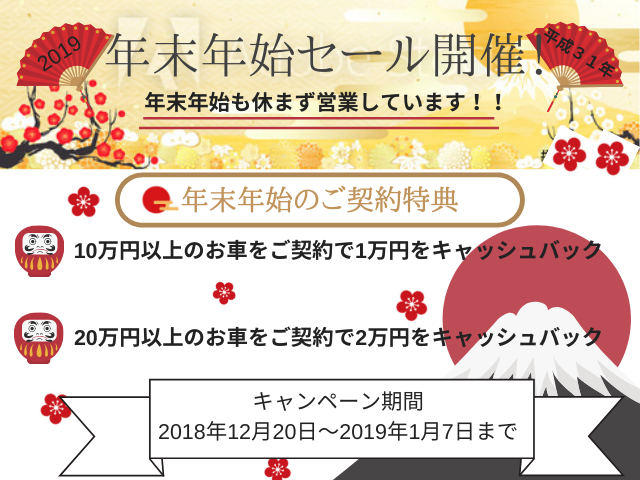 2019
年末年始セール開催!
平成31年
年末年始も休まず営業しています!!
年末年始のご契約特典
10万円以上のお車をご契約で1万円をキャッシュバック
20万円以上のお車をご契約で2万円をキャッシュバック
キャンペーン期間
2018年12月20日〜2019年1月7日まで